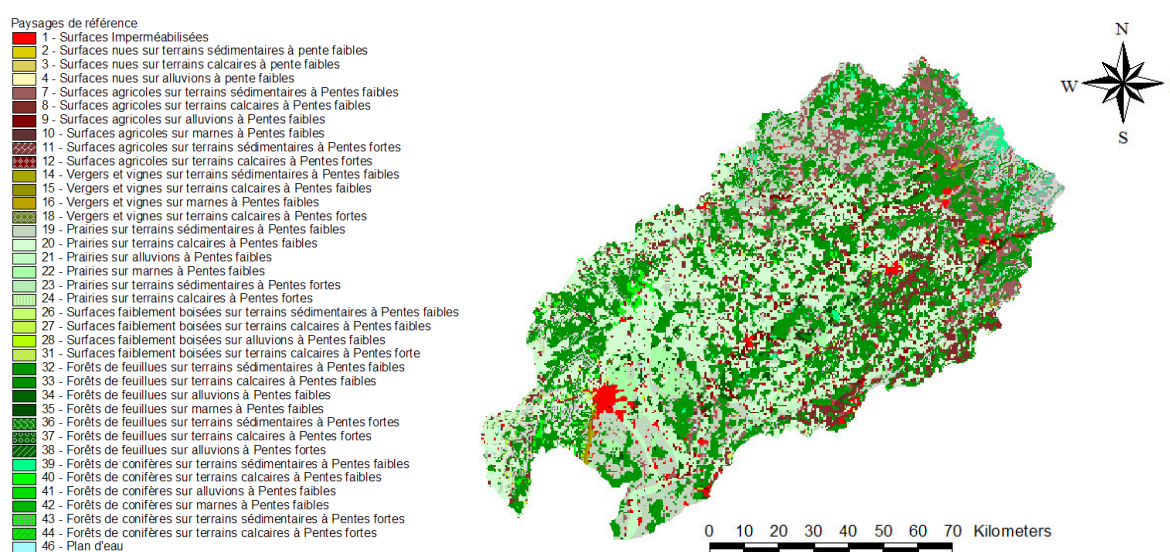 Paysages de référence
1 - Surfaces Imperméabilisées
2 - Surfaces nues sur terrains sédimentaires à pente faibles
3 - Surfaces nues sur terrains calcaires à pente faibles
4 - Surfaces nues sur alluvions à pente faibles
7 - Surfaces agricoles sur terrains sédimentaires à Pentes faibles
8 - Surfaces agricoles sur terrains calcaires à Pentes faibles
9 - Surfaces agricoles sur alluvions à Pentes faibles
10 - Surfaces agricoles sur marnes à Pentes faibles
11 - Surfaces agricoles sur terrains sédimentaires à Pentes fortes
12 - Surfaces agricoles sur terrains calcaires à Pentes fortes
14 - Vergers et vignes sur terrains sédimentaires à Pentes faibles
15 - Vergers et vignes sur terrains calcaires à Pentes faibles
16 - Vergers et vignes sur marnes à Pentes faibles
18 - Vergers et vignes sur terrains calcaires à Pentes fortes
19 - Prairies sur terrains sédimentaires à Pentes faibles
20 - Prairies sur terrains calcaires à Pentes faibles
21 - Prairies sur alluvions à Pentes faibles
22 - Prairies sur marnes à Pentes faibles
23 - Prairies sur terrains sédimentaires à Pentes fortes
24 - Prairies sur terrains calcaires à Pentes fortes
26 - Surfaces faiblement boisées sur terrains sédimentaires à Pentes faibles
27 - Surfaces faiblement boisées sur terrains calcaires à Pentes faibles
28 - Surfaces faiblement boisées sur alluvions à Pentes faibles
31 - Surfaces faiblement boisées sur terrains calcaires à Pentes forte
32 - Forêts de feuillues sur terrains sédimentaires à Pentes faibles
33 - Forêts de feuillues sur terrains calcaires à Pentes faibles
34 - Forêts de feuillues sur alluvions à Pentes faibles
35 - Forêts de feuillues sur marnes à Pentes faibles
36 - Forêts de feuillues sur terrains sédimentaires à Pentes fortes
37 - Forêts de feuillues sur terrains calcaires à Pentes fortes
38 - Forêts de feuillues sur alluvions à Pentes fortes
39 - Forêts de conifères sur terrains sédimentaires à Pentes faibles
40 - Forêts de conifères sur terrains calcaires à Pentes faibles
41 - Forêts de conifères sur alluvions à Pentes faibles
42 - Forêts de conifères sur marnes à Pentes faibles
43 - Forêts de conifères sur terrains sédimentaires à Pentes fortes
44 - Forêts de conifères sur terrains calcaires à Pentes fortes
46 - Plan d'eau
N
W
S
0 10 20 30 40 50 60 70 Kilometers